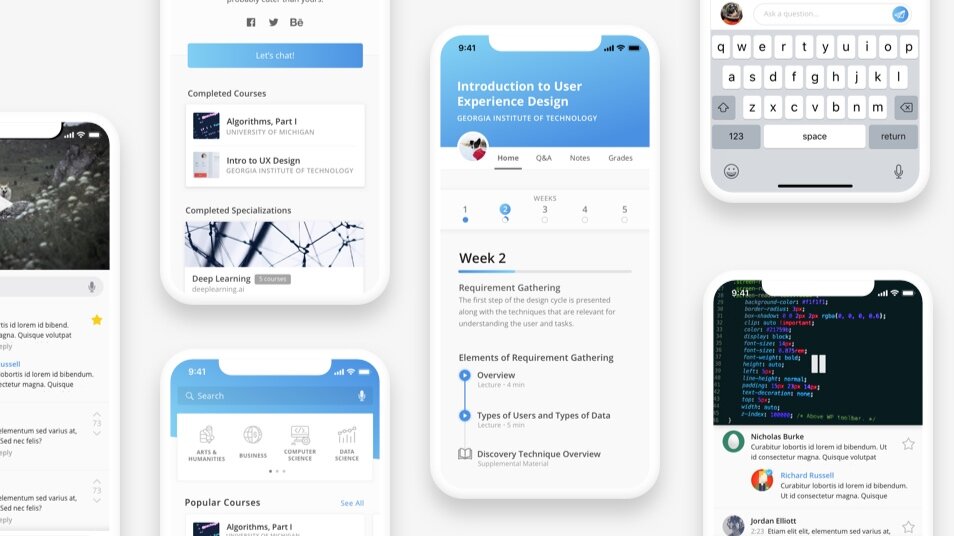 probably cuter than yours.
Let's chat!
Completed Courses
Algorithms, Part I
UNIVERSITY OF MICHIGAN
Intro to UX Design
GEORGIA INSTITUTE OF TECHNOLOGY
Completed Specializations
Deep Learning
5 courses
deeplearning.ai
9:41
Search
ARTS &
HUMANITIES
BUSINESS
COMPUTER
SCIENCE
DATA
SCIENCE
Popular Courses
See All
Algorithms, Part I
UNIVERSITY OF MICHIGAN
9:41
Introduction to User
Experience Design
GEORGIA INSTITUTE OF TECHNOLOGY
Home Q&A Notes Grades
WEEKS
1 2 3 4 5
Week 2
Requirement Gathering
The first step of the design cycle is presented
along with the techniques that are relevant for
understanding the user and tasks.
Elements of Requirement Gathering
Overview
Lecture · 4 min
Types of Users and Types of Data
Lecture · 5 min
Discovery Technique Overview
Supplemental Material
Ask a question...
q w e r t y u i o p
a s d f g h j k l
z x c v b n m
123 space return
9:41
background-color: #f1f1f1;
border-radius: 3px;
box-shadow: 0 0 2px 2px rgba(0, 0, 0, 0.6);
clip: auto !important;
color: #21759b;
display: block;
font-size: 14px;
font-size: 0.875rem;
font-weight: bold;
height: auto;
left: 5px;
line-height: normal;
padding: 15px 23px 14px;
text-decoration: none;
top: 5px;
width: auto;
z-index: 100000; /* Above WP toolbar. */
Nicholas Burke
Curabitur lobortis id lorem id bibendum. Ut
id consectetur magna. Quisque volutpat
Richard Russell
Curabitur lobortis id lorem id bibendum.
Ut id consectetur magna. Quisque
Jordan Elliott
2:23 Etiam elit elit, elementum sed varius at,
tis id lorem id bibend.
magna. Quisque volutpat
eply
ussell
lobortis id lorem id bibendum.
nsectetur magna. Quisque
elementum sed varius at,
Sed nec felis?
eply
73
elementum sed varius at,
Sed nec felis?
eply
73